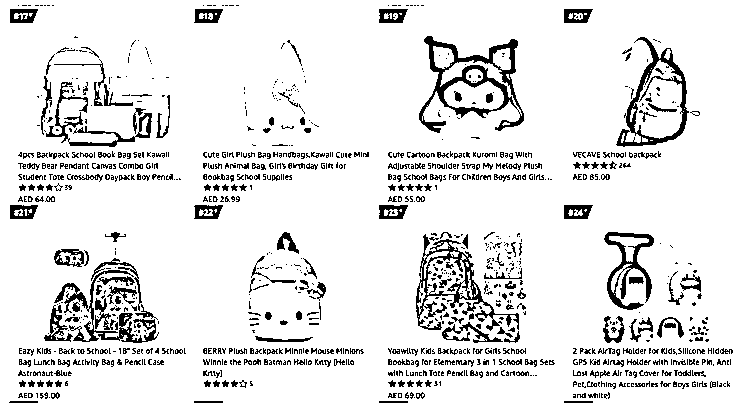 #17
#18
#19
#20
4pcs Backpack School Book Bag Set Kawaii
Teddy Bear Pendant Canvas Combo Girl
Student Tote Crossbody Daypack Boy Pencil...
39
AED 64.00
Cute Girl Plush Bag Handbags,Kawaii Cute Mini
Plush Animal Bag, Girl's Birthday Gift for
Bookbag School Supplies
1
AED 26.99
Cute Cartoon Backpack Kuromi Bag With
Adjustable Shoulder Strap My Melody Plush
Bag School Bags For Children Boys And Girls...
1
AED 55.00
VECAVE School backpack
264
AED 85.00
#21
#22
#23
#24
Eazy Kids - Back to School - 18" Set of 4 School
Bag Lunch Bag Activity Bag & Pencil Case
Astronaut-Blue
6
AED 159.00
BERRY Plush Backpack Minnie Mouse Minions
Winnie the Pooh Batman Hello Kitty (Hello
Kitty)
5
Yoawilty Kids Backpack for Girls School
Bookbag for Elementary 3 in 1 School Bag Sets
with Lunch Tote Pencil Bag and Cartoon...
31
AED 69.00
2 Pack AirTag Holder for Kids,Silicone Hidden
GPS Kid Airtag Holder with Invisible Pin, Anti
Lost Apple Air Tag Cover for Toddlers,
Pet,Clothing Accessories for Boys Girls (Black
and white)